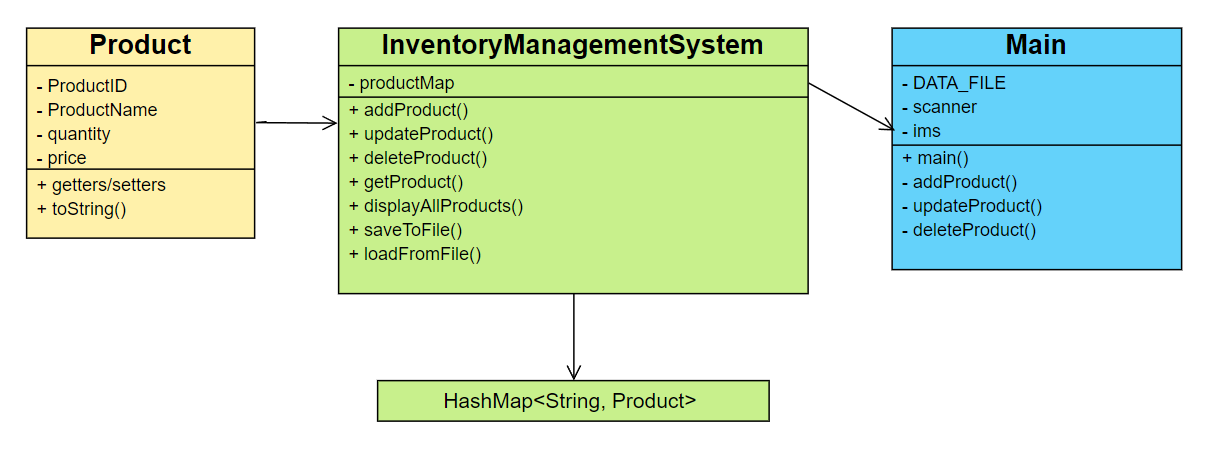 Product
- ProductID
- ProductName
- quantity
- price
+ getters/setters
+ toString()
InventoryManagementSystem
- productMap
+ addProduct()
+ updateProduct()
+ deleteProduct()
+ getProduct()
+ displayAllProducts()
+ saveToFile()
+ loadFromFile()
Main
- DATA_FILE
- scanner
- ims
+ main()
- addProduct()
- updateProduct()
- deleteProduct()
HashMap<String, Product>